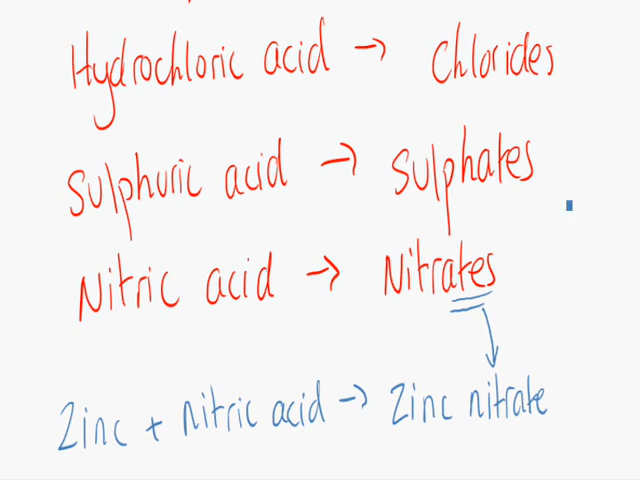 Hydrochloric acid → Chlorides
Sulphuric acid → Sulphates
Nitric acid → Nitrates
Zinc + nitric acid → Zinc nitrate